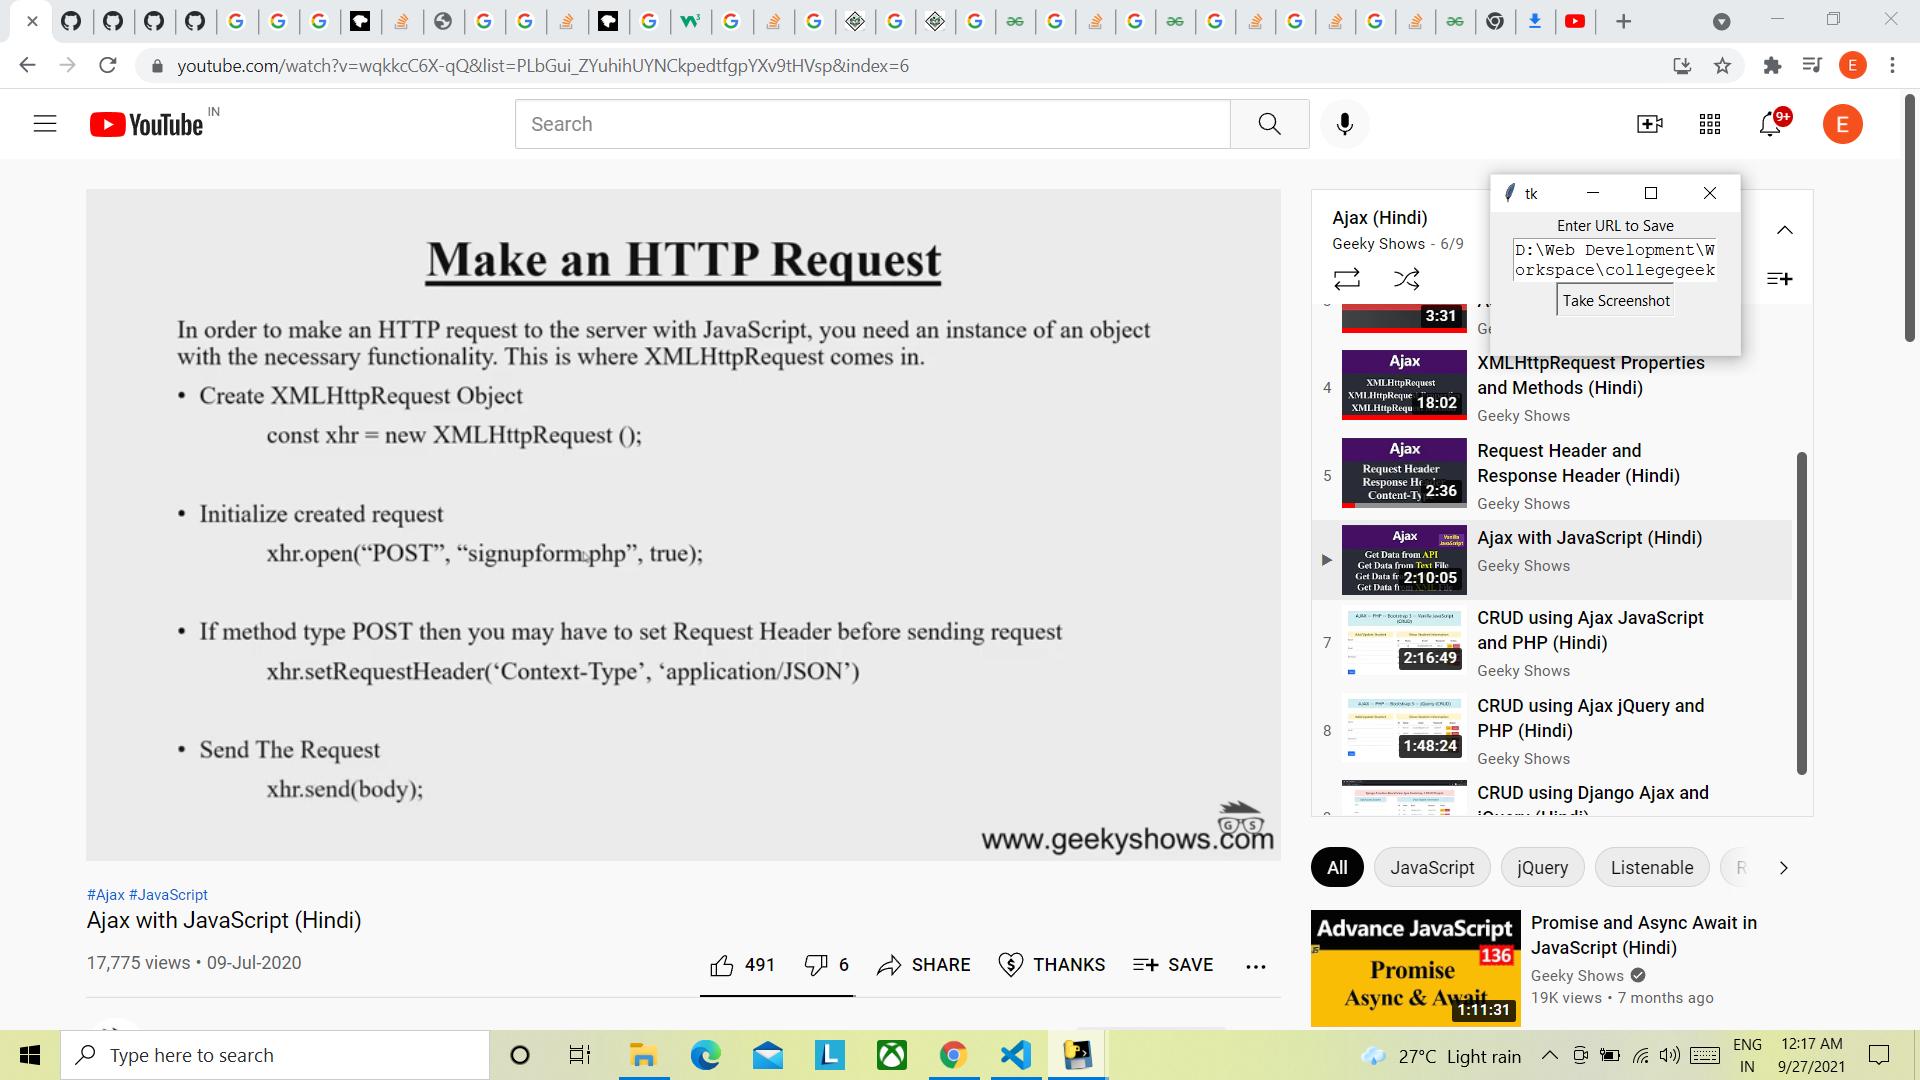 youtube.com/watch?v=wqkkcC6X-qQ&list=PLbGui_ZYuhihUYNCkpedtfgpYXv9tHVsp&index=6
E
YouTube IN
Search
9+
E
Make an HTTP Request
In order to make an HTTP request to the server with JavaScript, you need an instance of an object
with the necessary functionality. This is where XMLHttpRequest comes in.
• Create XMLHttpRequest Object
const xhr = new XMLHttpRequest ();
• Initialize created request
xhr.open(“POST”, “signupform.php”, true);
• If method type POST then you may have to set Request Header before sending request
xhr.setRequestHeader(‘Context-Type’, ‘application/JSON’)
• Send The Request
xhr.send(body);
GS
www.geekyshows.com
#Ajax #JavaScript
Ajax with JavaScript (Hindi)
17,775 views • 09-Jul-2020
491
6
SHARE
THANKS
SAVE
tk
Enter URL to Save
D:\Web Development\W
orkspace\collegegeek
Take Screenshot
Ajax (Hindi)
Geeky Shows - 6/9
3:31
4
Ajax
XMLHttpRequest
18:02
XMLHttpRequest Properties
and Methods (Hindi)
Geeky Shows
5
Ajax
Request Header
Response
2:36
Request Header and
Response Header (Hindi)
Geeky Shows
Ajax
Vanilla
JavaScript
Get Data from API
Get Data from Text File
2:10:05
Get Data from XML File
Ajax with JavaScript (Hindi)
Geeky Shows
7
2:16:49
CRUD using Ajax JavaScript
and PHP (Hindi)
Geeky Shows
8
1:48:24
CRUD using Ajax jQuery and
PHP (Hindi)
Geeky Shows
CRUD using Django Ajax and
jQuery (Hindi)
All
JavaScript
jQuery
Listenable
Advance JavaScript
136
Promise
Async & Await
1:11:31
Promise and Async Await in
JavaScript (Hindi)
Geeky Shows
19K views • 7 months ago
Type here to search
L
27°C Light rain
ENG
IN
12:17 AM
9/27/2021